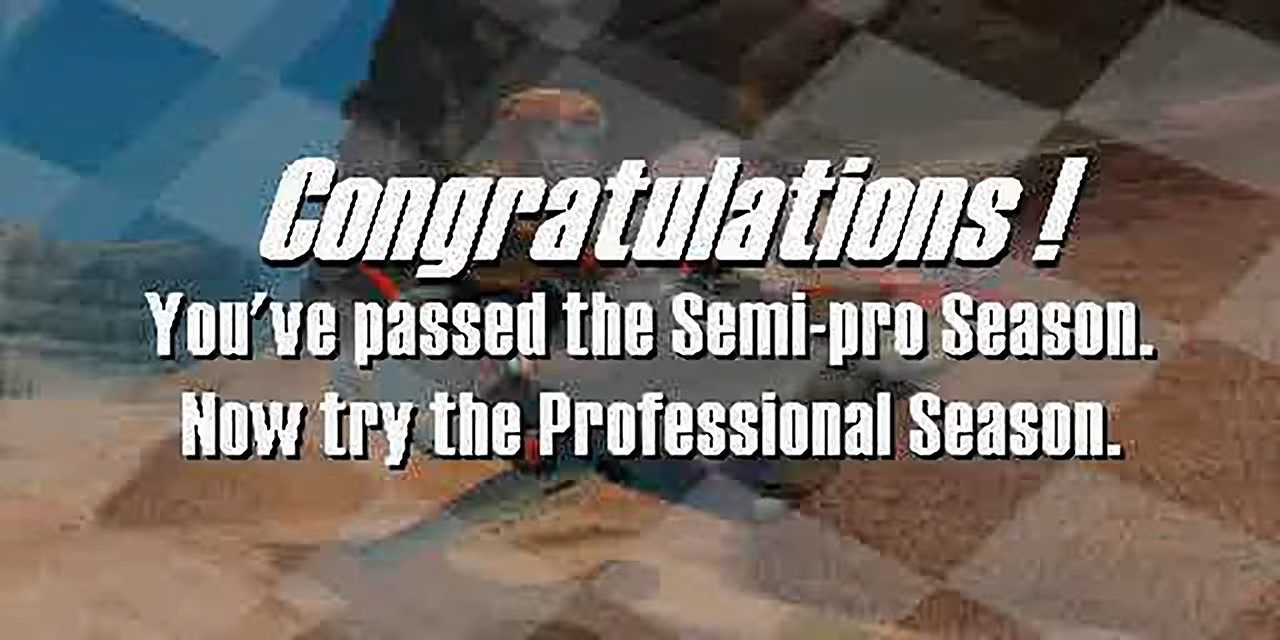 Congratulations !
You've passed the Semi-pro Season.
Now try the Professional Season.